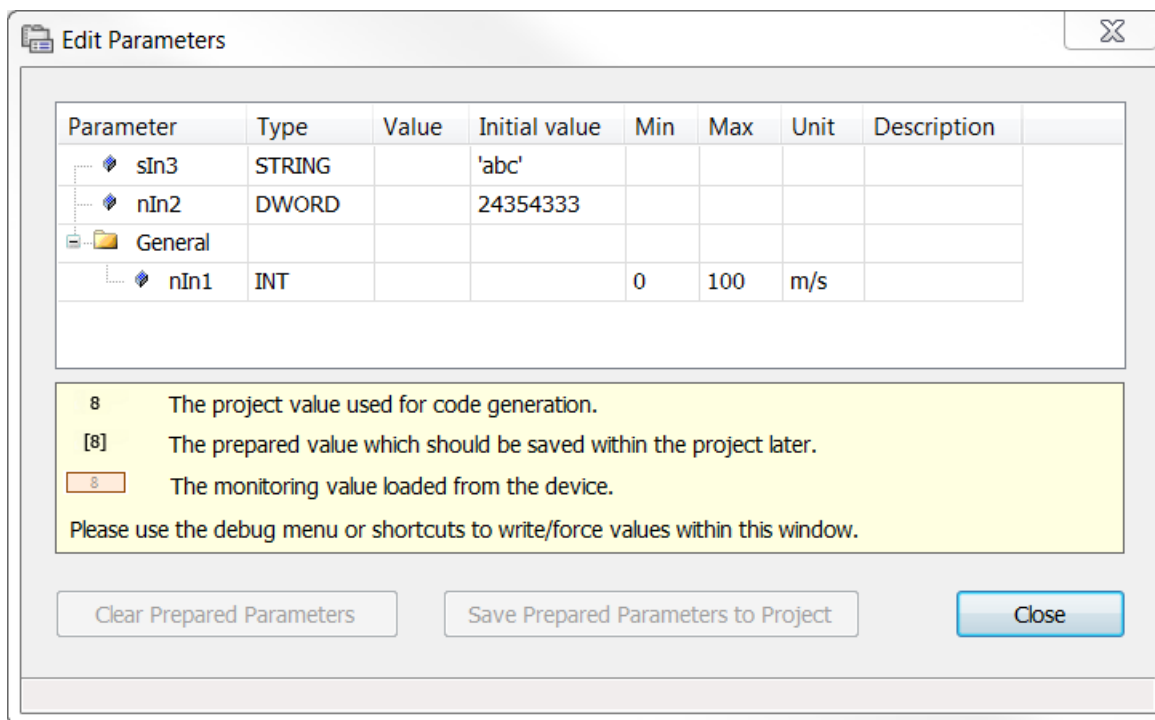 Edit Parameters
Parameter Type Value Initial value Min Max Unit Description
sIn3 STRING 'abc'
nIn2 DWORD 24354333
General
nIn1 INT 0 100 m/s
8 The project value used for code generation.
[8] The prepared value which should be saved within the project later.
8 The monitoring value loaded from the device.
Please use the debug menu or shortcuts to write/force values within this window.
Clear Prepared Parameters Save Prepared Parameters to Project Close